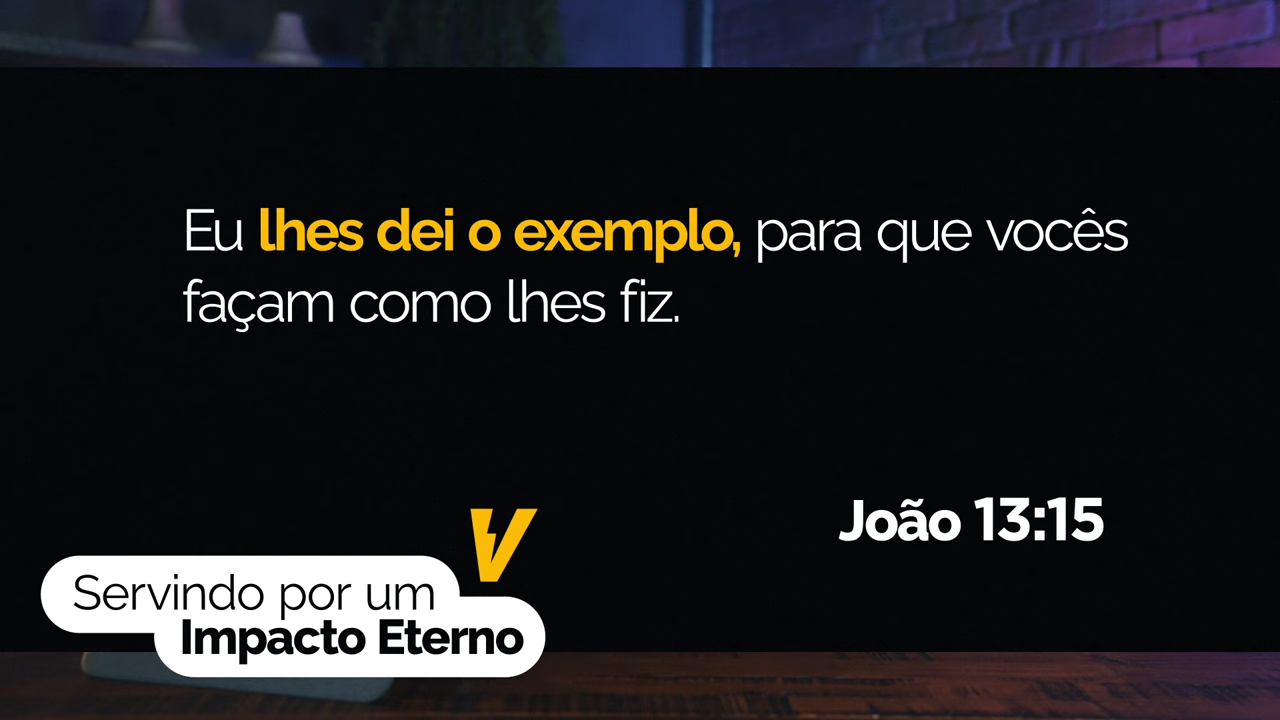 Eu lhes dei o exemplo, para que vocês
façam como lhes fiz.
João 13:15
V
Servindo por um
Impacto Eterno